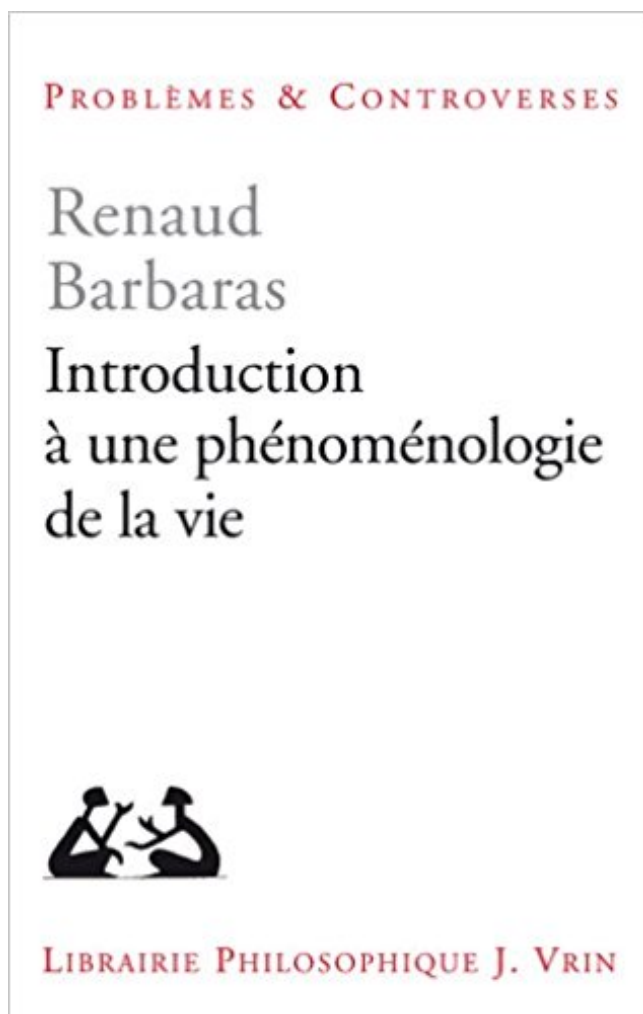 PROBLÈMES & CONTROVERSES
Renaud
Barbaras
Introduction
à une phénoménologie
de la vie
LIBRAIRIE PHILOSOPHIQUE J. VRIN